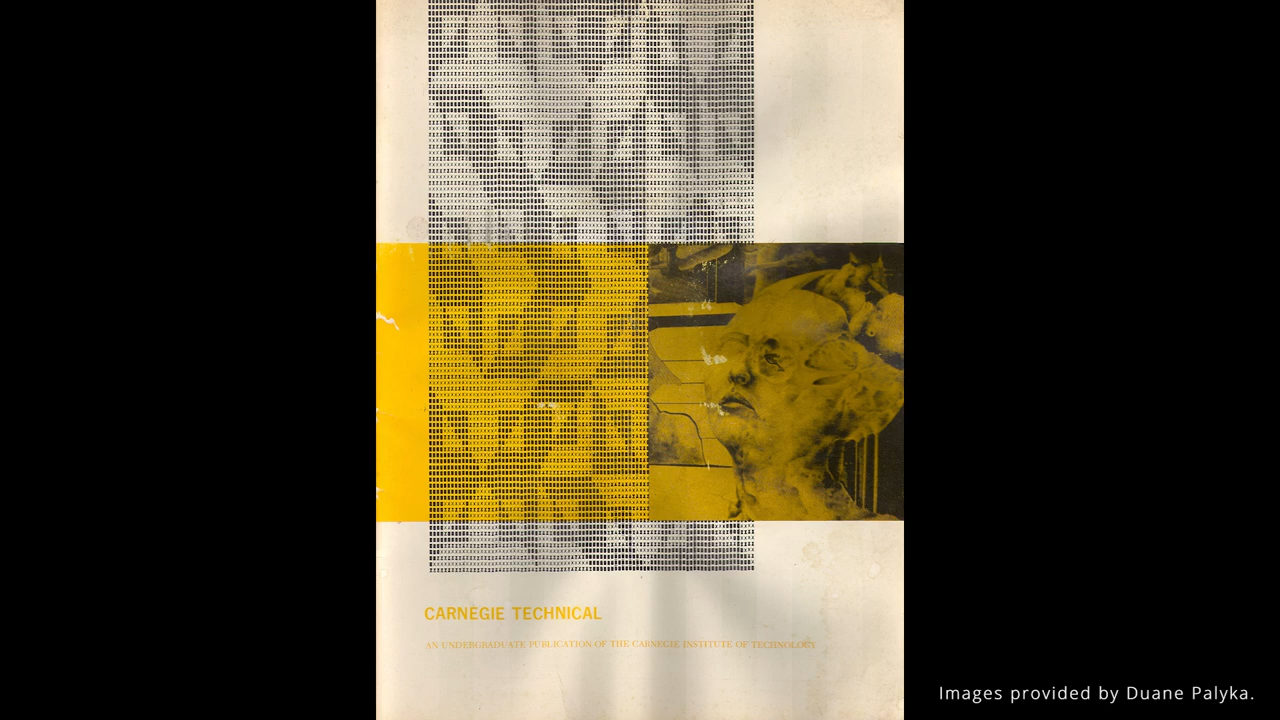 CARNEGIE TECHNICAL
AN UNDERGRADUATE PUBLICATION OF THE CARNEGIE INSTITUTE OF TECHNOLOGY
Images provided by Duane Palyka.